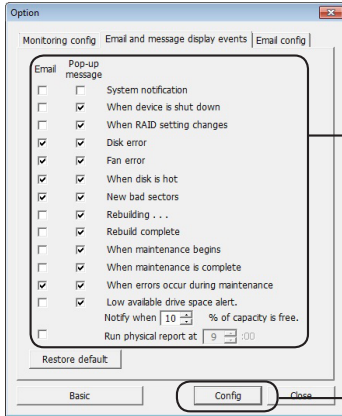 Option
Monitoring config Email and message display events Email config
Email Pop-up message
System notification
When device is shut down
When RAID setting changes
Disk error
Fan error
When disk is hot
New bad sectors
Rebuilding . . .
Rebuild complete
When maintenance begins
When maintenance is complete
When errors occur during maintenance
Low available drive space alert.
Notify when 10 % of capacity is free.
Run physical report at 9 :00
Restore default
Basic Config Close